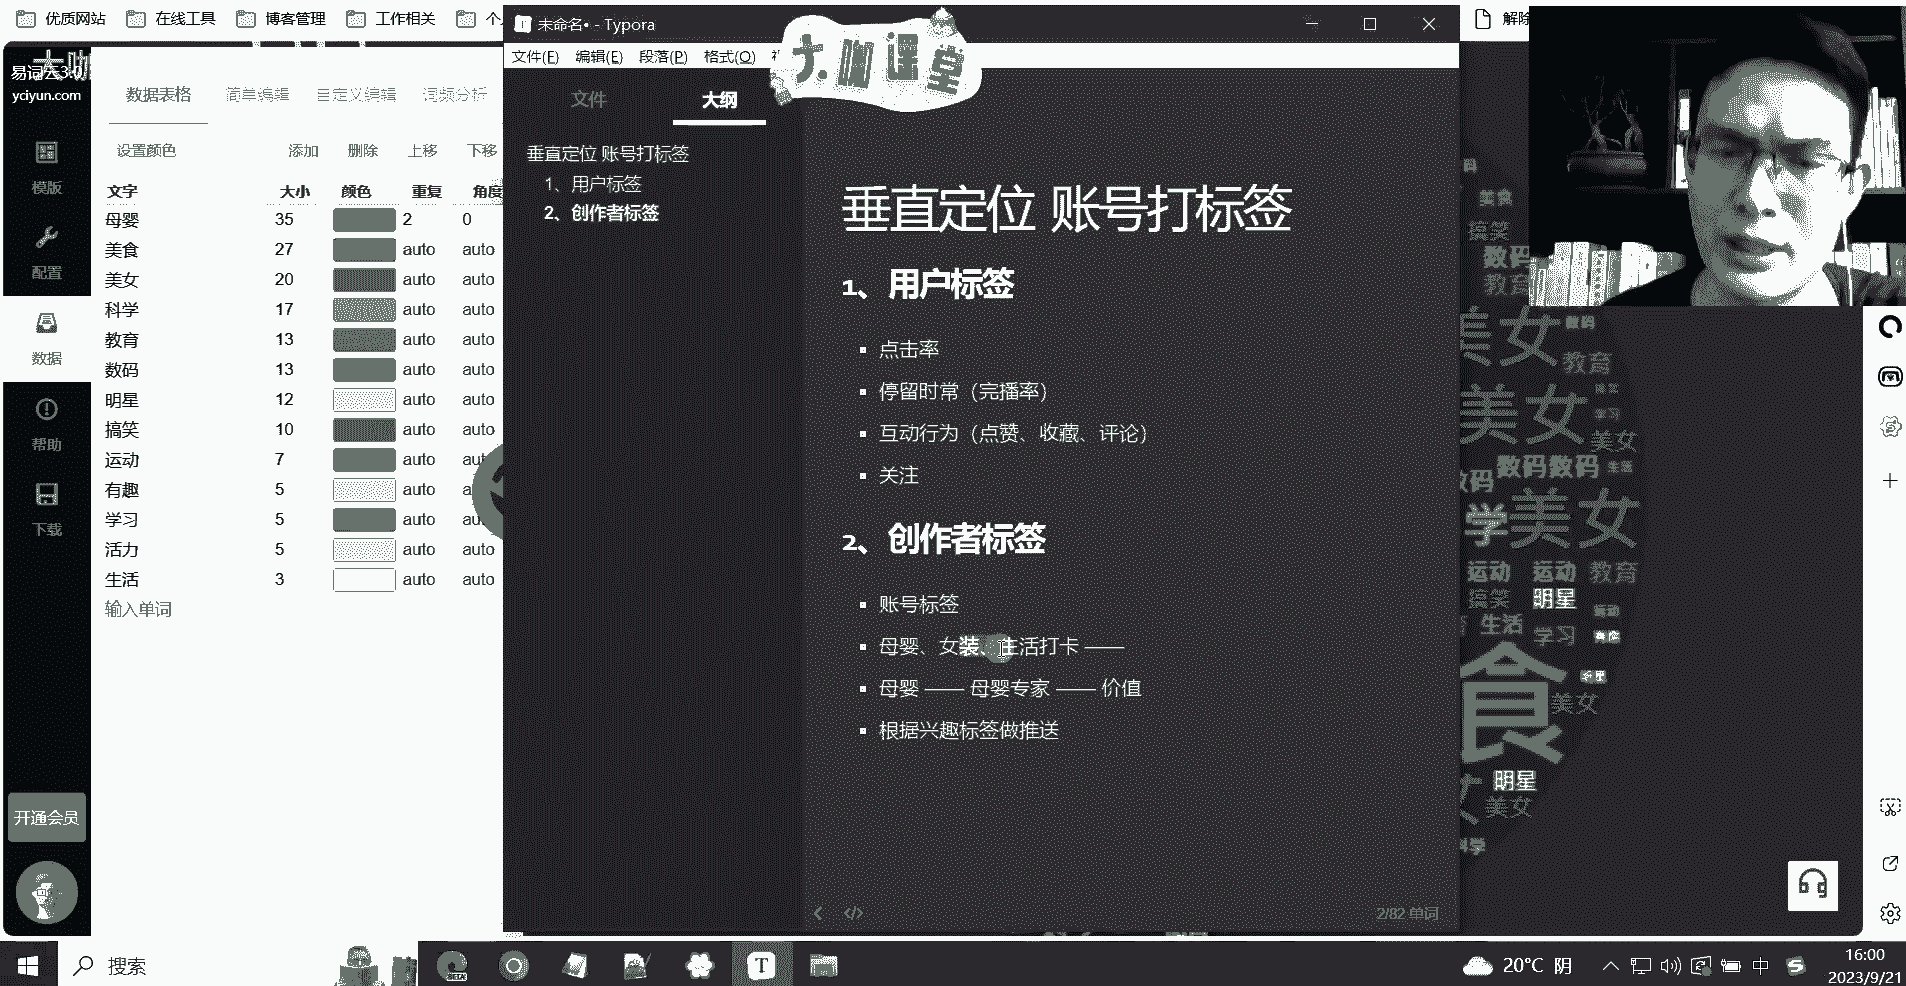 优质网站 在线工具 博客管理 工作相关
未命名• - Typora
解除
文件(F) 编辑(E) 段落(P) 格式(O)
大咖课堂
易词云3.0
yciyun.com
数据表格 简单编辑 自定义编辑 词频分析
文件 大纲
设置颜色 添加 删除 上移 下移
模版
配置
数据
帮助
下载
开通会员
文字 大小 颜色 重复 角度
母婴 35 2 0
美食 27 auto auto
美女 20 auto auto
科学 17 auto auto
教育 13 auto auto
数码 13 auto auto
明星 12 auto auto
搞笑 10 auto auto
运动 7 auto
有趣 5 auto
学习 5 auto
活力 5 auto auto
生活 3 auto auto
输入单词
垂直定位 账号打标签
1、用户标签
2、创作者标签
垂直定位 账号打标签
1、用户标签
点击率
停留时常（完播率）
互动行为（点赞、收藏、评论）
关注
2、创作者标签
账号标签
母婴、女装、生活打卡 ——
母婴 —— 母婴专家 —— 价值
根据兴趣标签做推送
2/82 单词
美食
搞笑
数码
教育
美女 数码
教育
美女 学习
美女
数码数码 生活
数码
学 美女
运动 运动 教育
搞笑 明星
生活 学习
食
美女
明星
美女
科学
搜索
20°C 阴
中
16:00
2023/9/21